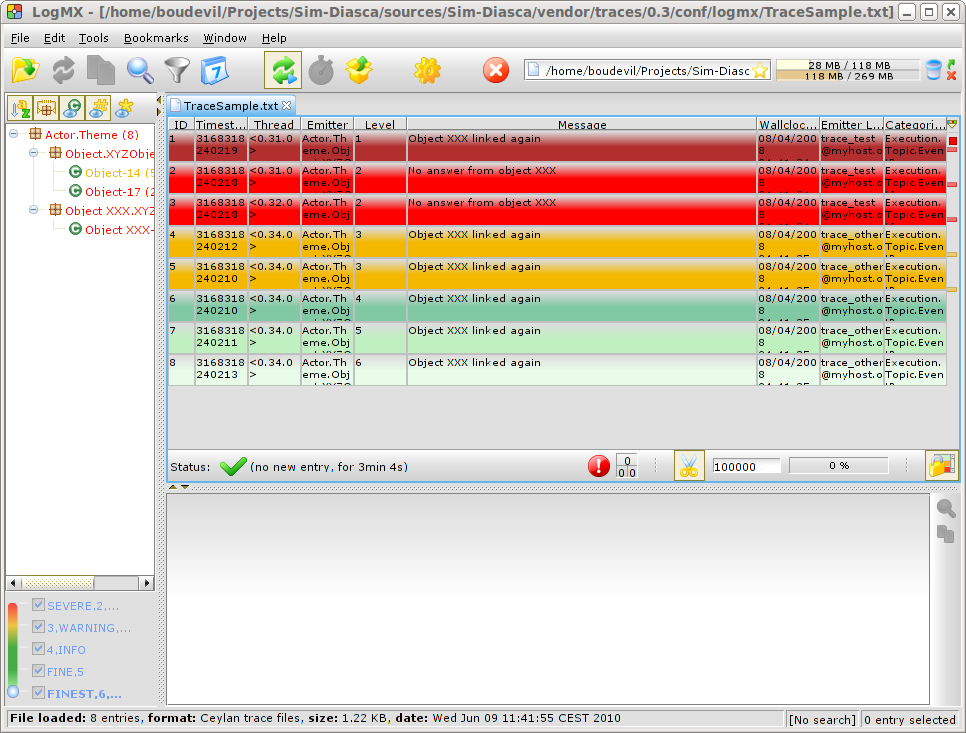 LogMX - [/home/boudevil/Projects/Sim-Diasca/sources/Sim-Diasca/vendor/traces/0.3/conf/logmx/TraceSample.txt]
File Edit Tools Bookmarks Window Help
7
/home/boudevil/Projects/Sim-Diasc
28 MB / 118 MB
118 MB / 269 MB
TraceSample.txt
Actor.Theme (8)
Object.XYZObje
Object-14 (
Object-17 (2
Object XXX.XYZ
Object XXX-
ID Timest... Thread Emitter Level Message Wallcloc... Emitter L... Categori...
1 3168318 <0.31.0 Actor.Th 1 Object XXX linked again 08/04/200 trace_test Execution.
240219 > eme.Obj 8 @myhost.o Topic.Even
2 3168318 <0.31.0 Actor.Th 2 No answer from object XXX 08/04/200 trace_test Execution.
240218 > eme.Obj 8 @myhost.o Topic.Even
3 3168318 <0.32.0 Actor.Th 2 No answer from object XXX 08/04/200 trace_test Execution.
240218 > eme.Obj 8 @myhost.o Topic.Even
4 3168318 <0.34.0 Actor.Th 3 Object XXX linked again 08/04/200 trace_other Execution.
240212 > eme.Obj 8 @myhost.o Topic.Even
5 3168318 <0.34.0 Actor.Th 3 Object XXX linked again 08/04/200 trace_other Execution.
240210 > eme.Obj 8 @myhost.o Topic.Even
6 3168318 <0.34.0 Actor.Th 4 Object XXX linked again 08/04/200 trace_other Execution.
240210 > eme.Obj 8 @myhost.o Topic.Even
7 3168318 <0.34.0 Actor.Th 5 Object XXX linked again 08/04/200 trace_other Execution.
240211 > eme.Obj 8 @myhost.o Topic.Even
8 3168318 <0.34.0 Actor.Th 6 Object XXX linked again 08/04/200 trace_other Execution.
240213 > eme.Obj 8 @myhost.o Topic.Even
Status: (no new entry, for 3min 4s)
0
0 0
100000
0 %
SEVERE,2,...
3,WARNING,...
4,INFO
FINE,5
FINEST,6,...
File loaded: 8 entries, format: Ceylan trace files, size: 1.22 KB, date: Wed Jun 09 11:41:55 CEST 2010
[No search] 0 entry selected